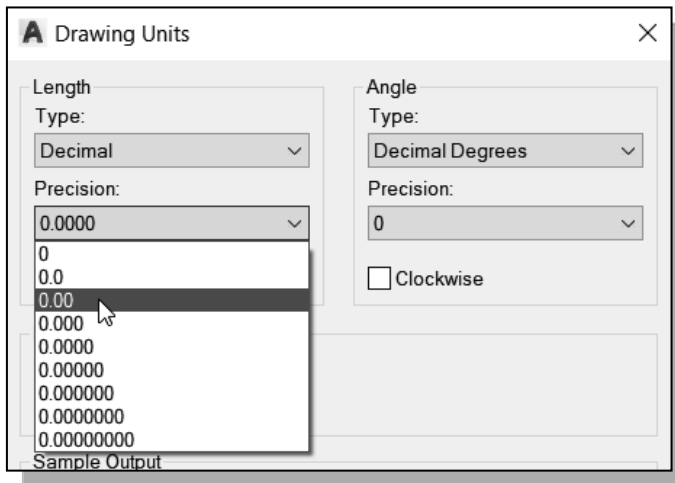 Drawing Units
Length
Type:
Decimal
Precision:
0.0000
0
0.0
0.00
0.000
0.0000
0.00000
0.000000
0.0000000
0.00000000
Angle
Type:
Decimal Degrees
Precision:
0
Clockwise
Sample Output